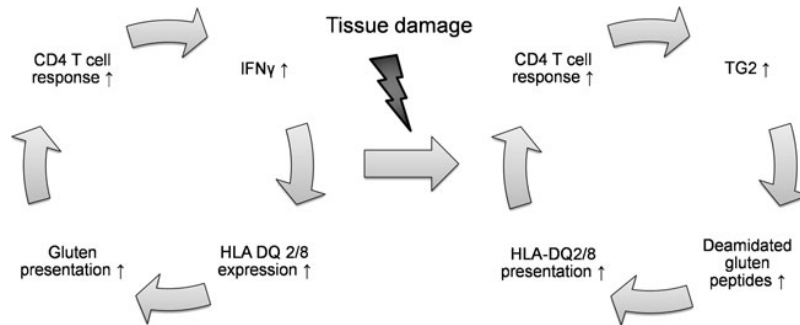 Tissue damage
CD4 T cell
response ↑
IFNγ ↑
Gluten
presentation ↑
HLA DQ 2/8
expression ↑
CD4 T cell
response ↑
TG2 ↑
HLA-DQ2/8
presentation ↑
Deamidated
gluten
peptides ↑